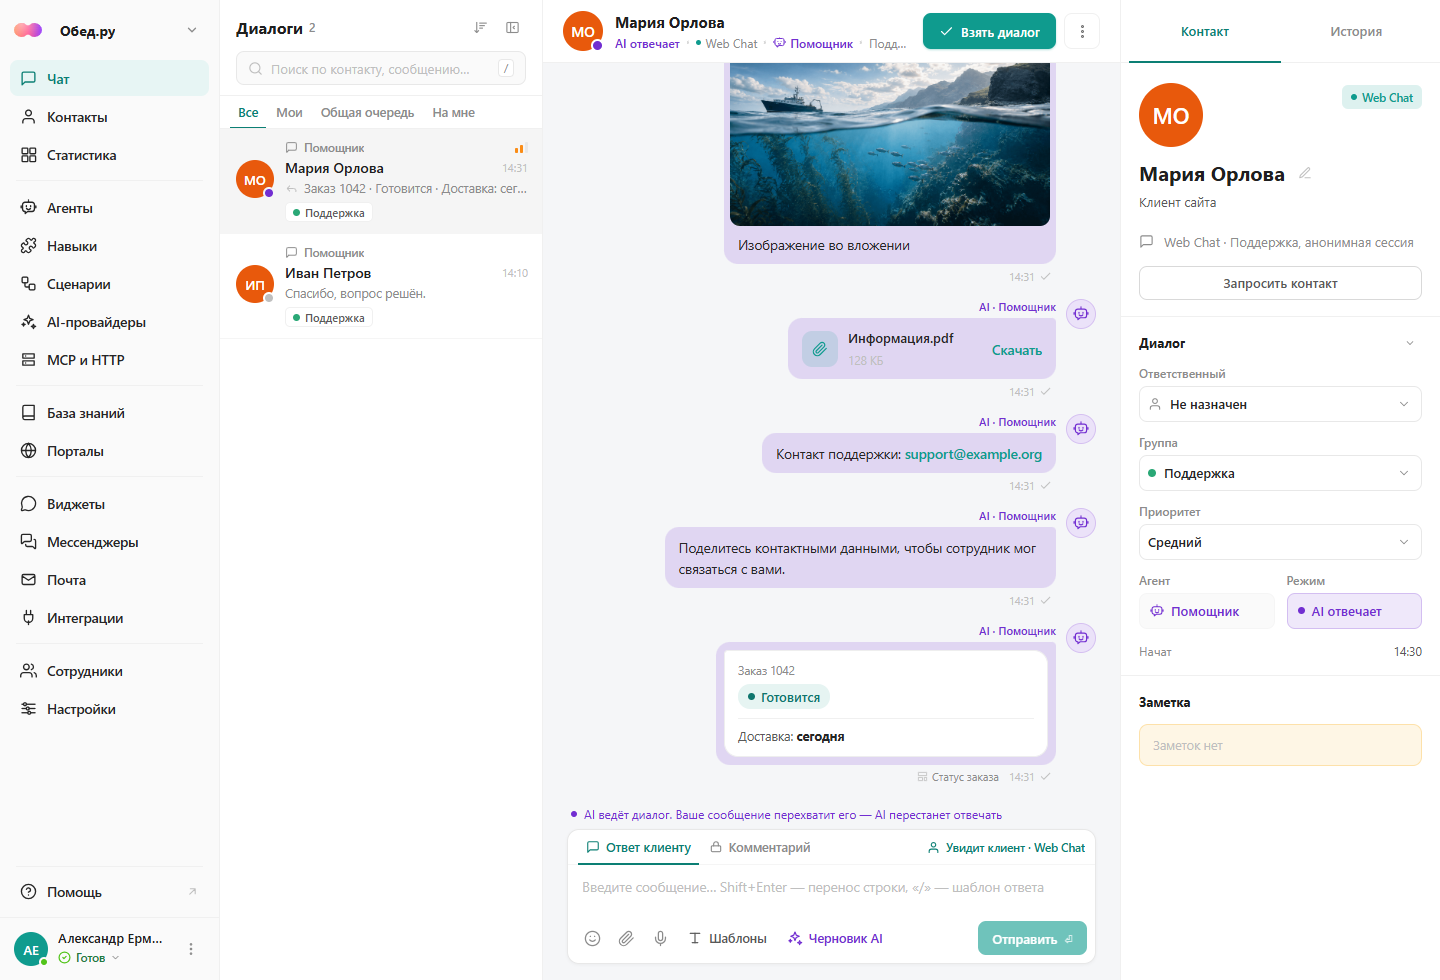 Обед.ру
Чат
Контакты
Статистика
Агенты
Навыки
Сценарии
AI-провайдеры
MCP и HTTP
База знаний
Порталы
Виджеты
Мессенджеры
Почта
Интеграции
Сотрудники
Настройки
Помощь
АЕ
Александр Ерм...
Готов
Диалоги 2
Поиск по контакту, сообщению... /
Все Мои Общая очередь На мне
Помощник
МО
Мария Орлова 14:31
Заказ 1042 · Готовится · Доставка: сег...
Поддержка
Помощник
ИП
Иван Петров 14:10
Спасибо, вопрос решён.
Поддержка
МО
Мария Орлова
AI отвечает · Web Chat · Помощник · Подд...
Взять диалог
Изображение во вложении
14:31
AI · Помощник
Информация.pdf
128 КБ
Скачать
14:31
AI · Помощник
Контакт поддержки: support@example.org
14:31
AI · Помощник
Поделитесь контактными данными, чтобы сотрудник мог
связаться с вами.
14:31
AI · Помощник
Заказ 1042
Готовится
Доставка: сегодня
Статус заказа 14:31
AI ведёт диалог. Ваше сообщение перехватит его — AI перестанет отвечать
Ответ клиенту Комментарий Увидит клиент · Web Chat
Введите сообщение... Shift+Enter — перенос строки, «/» — шаблон ответа
Шаблоны Черновик AI Отправить
Контакт История
МО
Web Chat
Мария Орлова
Клиент сайта
Web Chat · Поддержка, анонимная сессия
Запросить контакт
Диалог
Ответственный
Не назначен
Группа
Поддержка
Приоритет
Средний
Агент Режим
Помощник AI отвечает
Начат 14:30
Заметка
Заметок нет